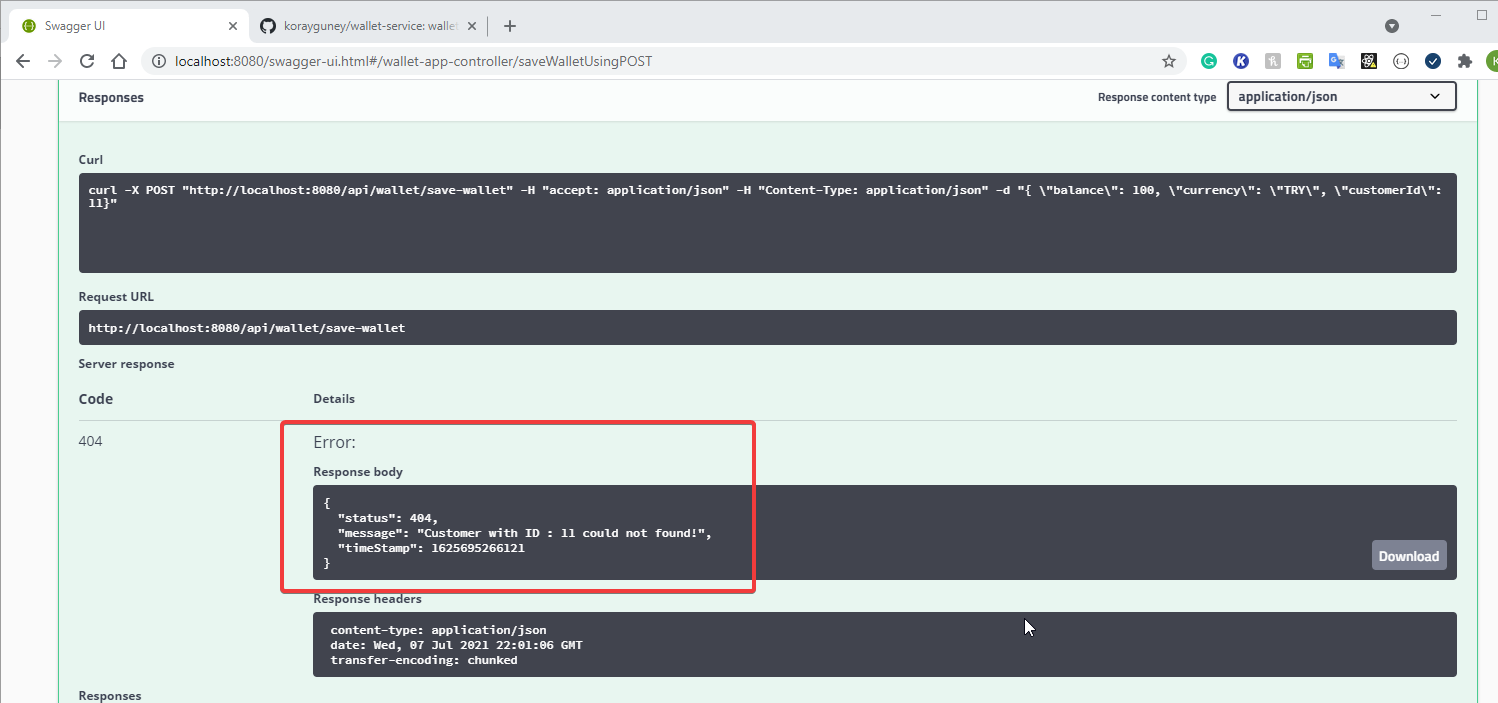 Swagger UI
korayguney/wallet-service: wallet
localhost:8080/swagger-ui.html#/wallet-app-controller/saveWalletUsingPOST
Responses
Response content type
application/json
Curl
curl -X POST "http://localhost:8080/api/wallet/save-wallet" -H "accept: application/json" -H "Content-Type: application/json" -d "{ \"balance\": 100, \"currency\": \"TRY\", \"customerId\":
11}"
Request URL
http://localhost:8080/api/wallet/save-wallet
Server response
Code
Details
404
Error:
Response body
{
"status": 404,
"message": "Customer with ID : 11 could not found!",
"timeStamp": 1625695266121
}
Download
Response headers
content-type: application/json
date: Wed, 07 Jul 2021 22:01:06 GMT
transfer-encoding: chunked
Responses